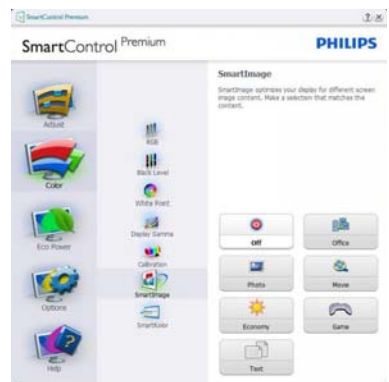 SmartControl Premium
SmartControl Premium
PHILIPS
Adjust
Color
Eco Power
Options
Help
RGB
Black Level
White Point
Display Gamma
Calibration
SmartImage
SmartKolor
SmartImage
SmartImage optimizes your display for different screen
image content. Make a selection that matches the
content.
Off
Office
Photo
Movie
Economy
Game
Text